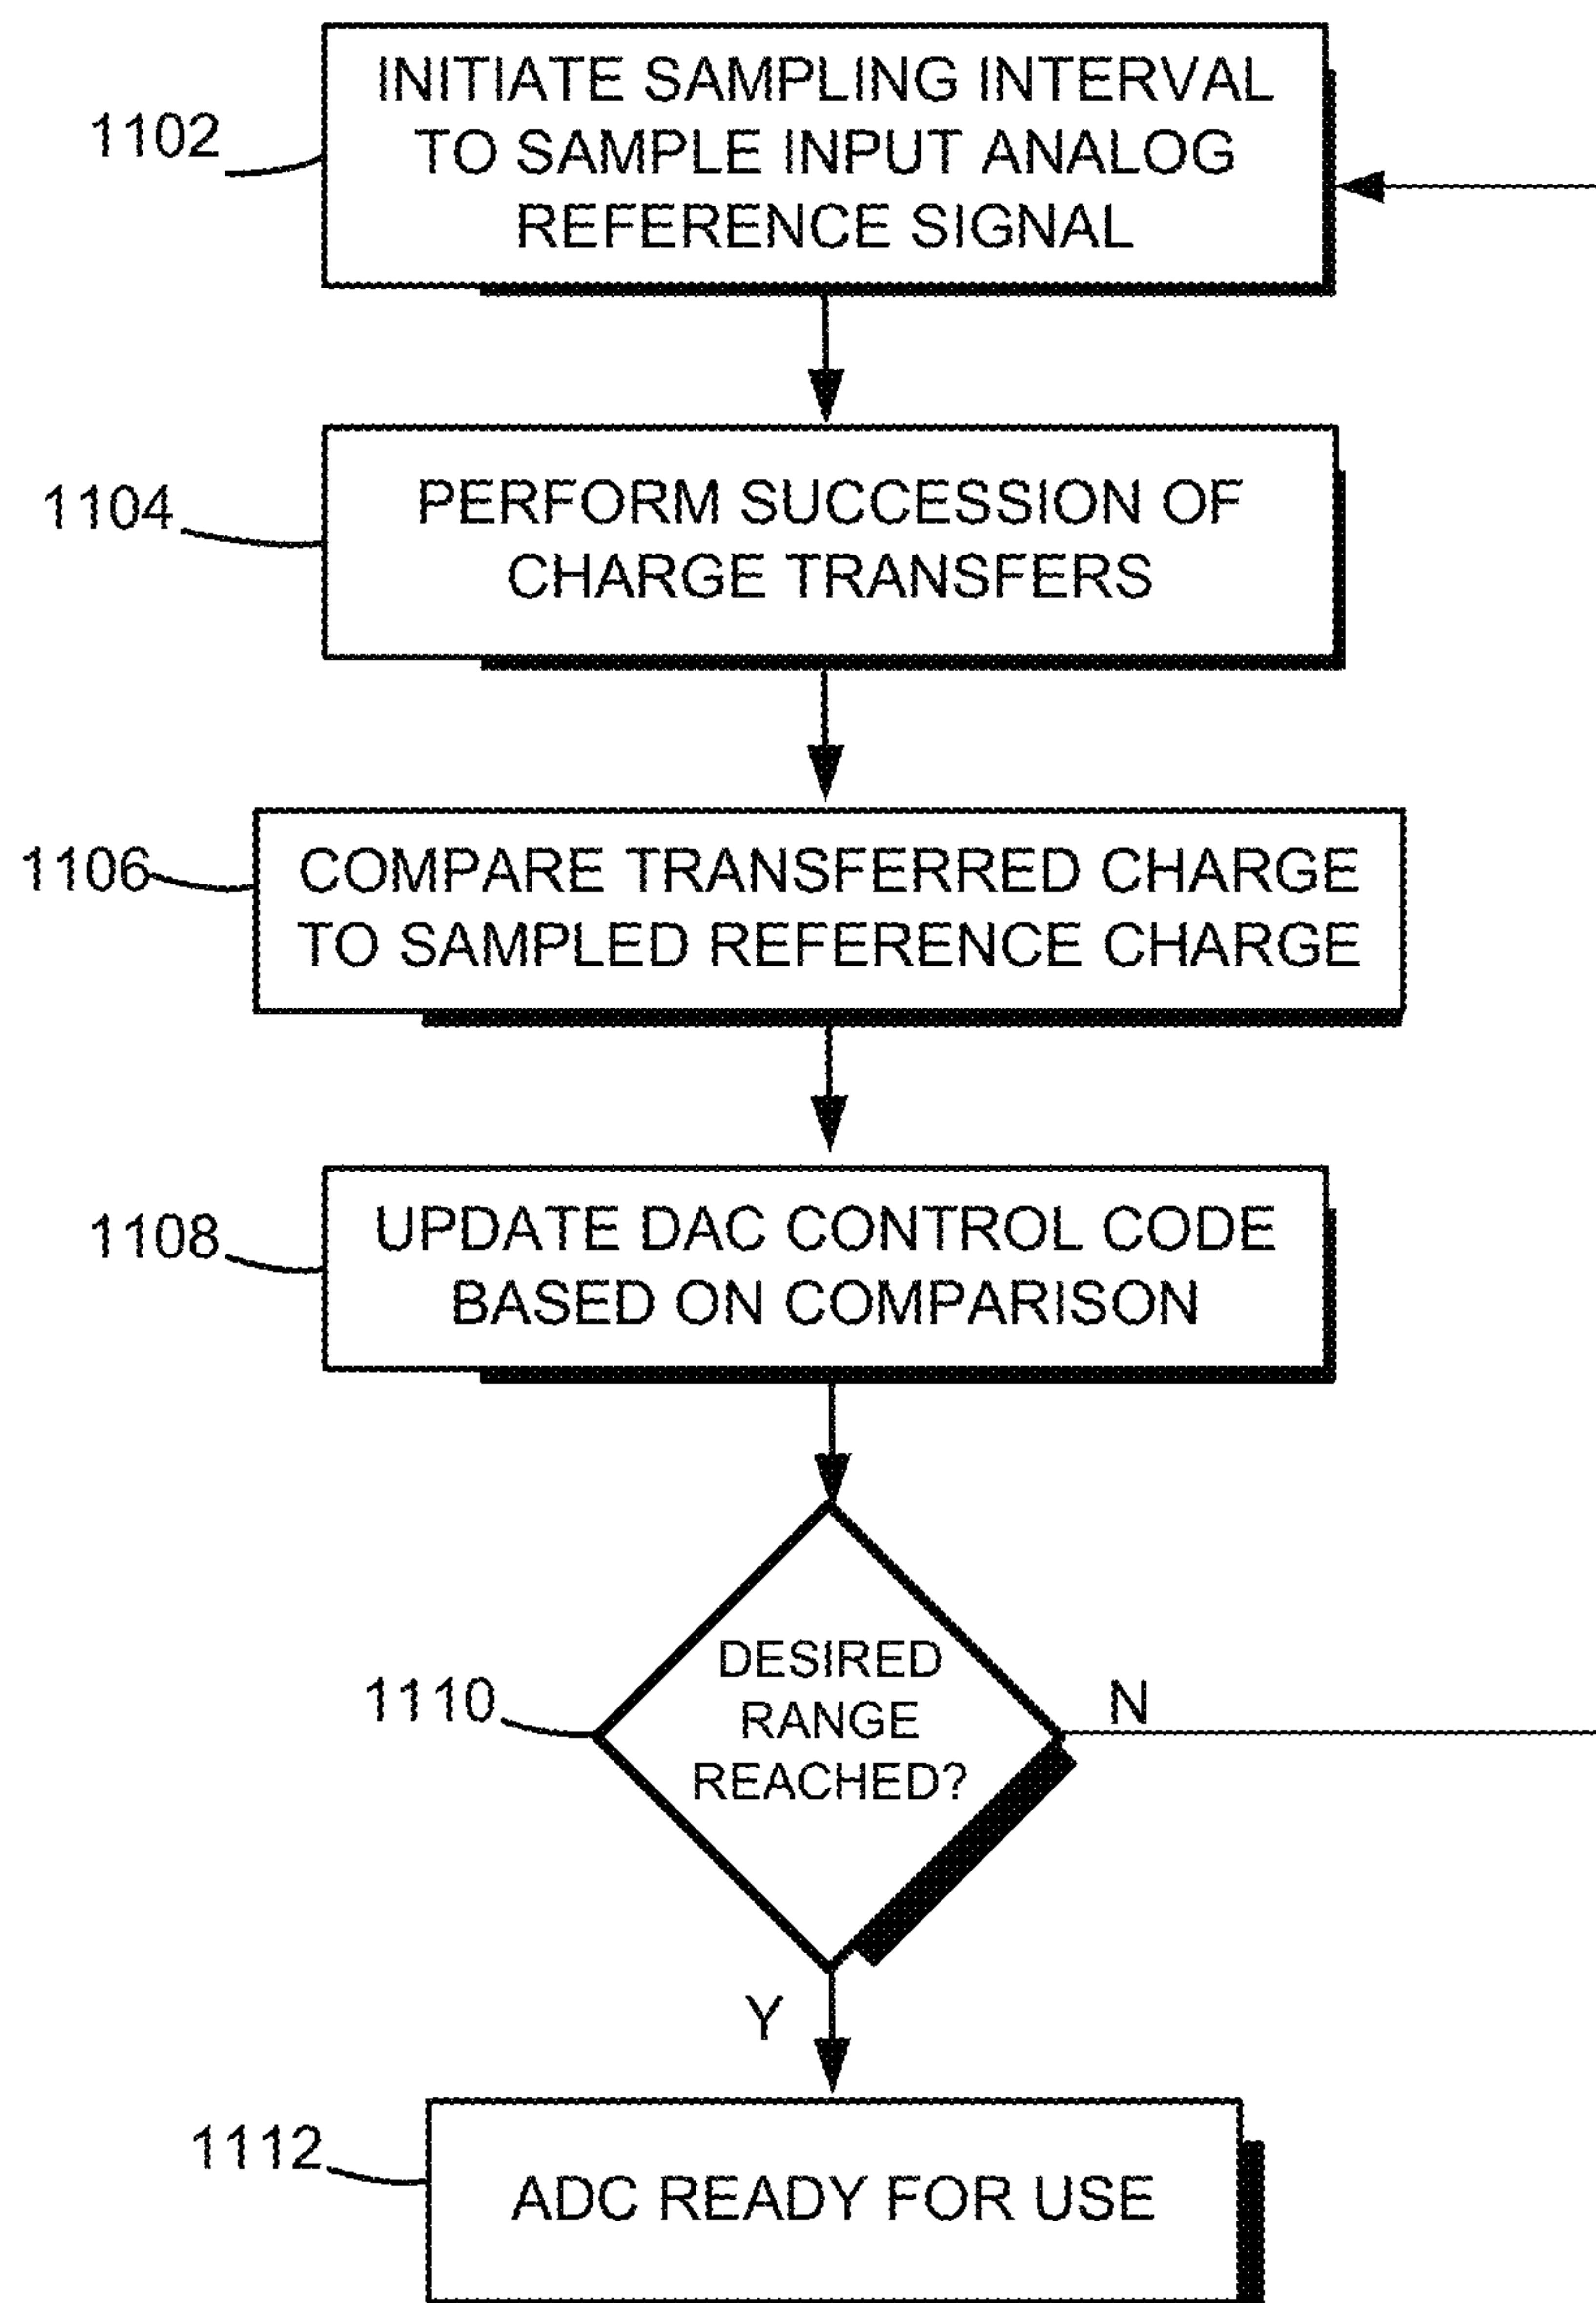 1102
INITIATE SAMPLING INTERVAL
TO SAMPLE INPUT ANALOG
REFERENCE SIGNAL
1104
PERFORM SUCCESSION OF
CHARGE TRANSFERS
1106
COMPARE TRANSFERRED CHARGE
TO SAMPLED REFERENCE CHARGE
1108
UPDATE DAC CONTROL CODE
BASED ON COMPARISON
1110
DESIRED
RANGE
REACHED?
N
Y
1112
ADC READY FOR USE